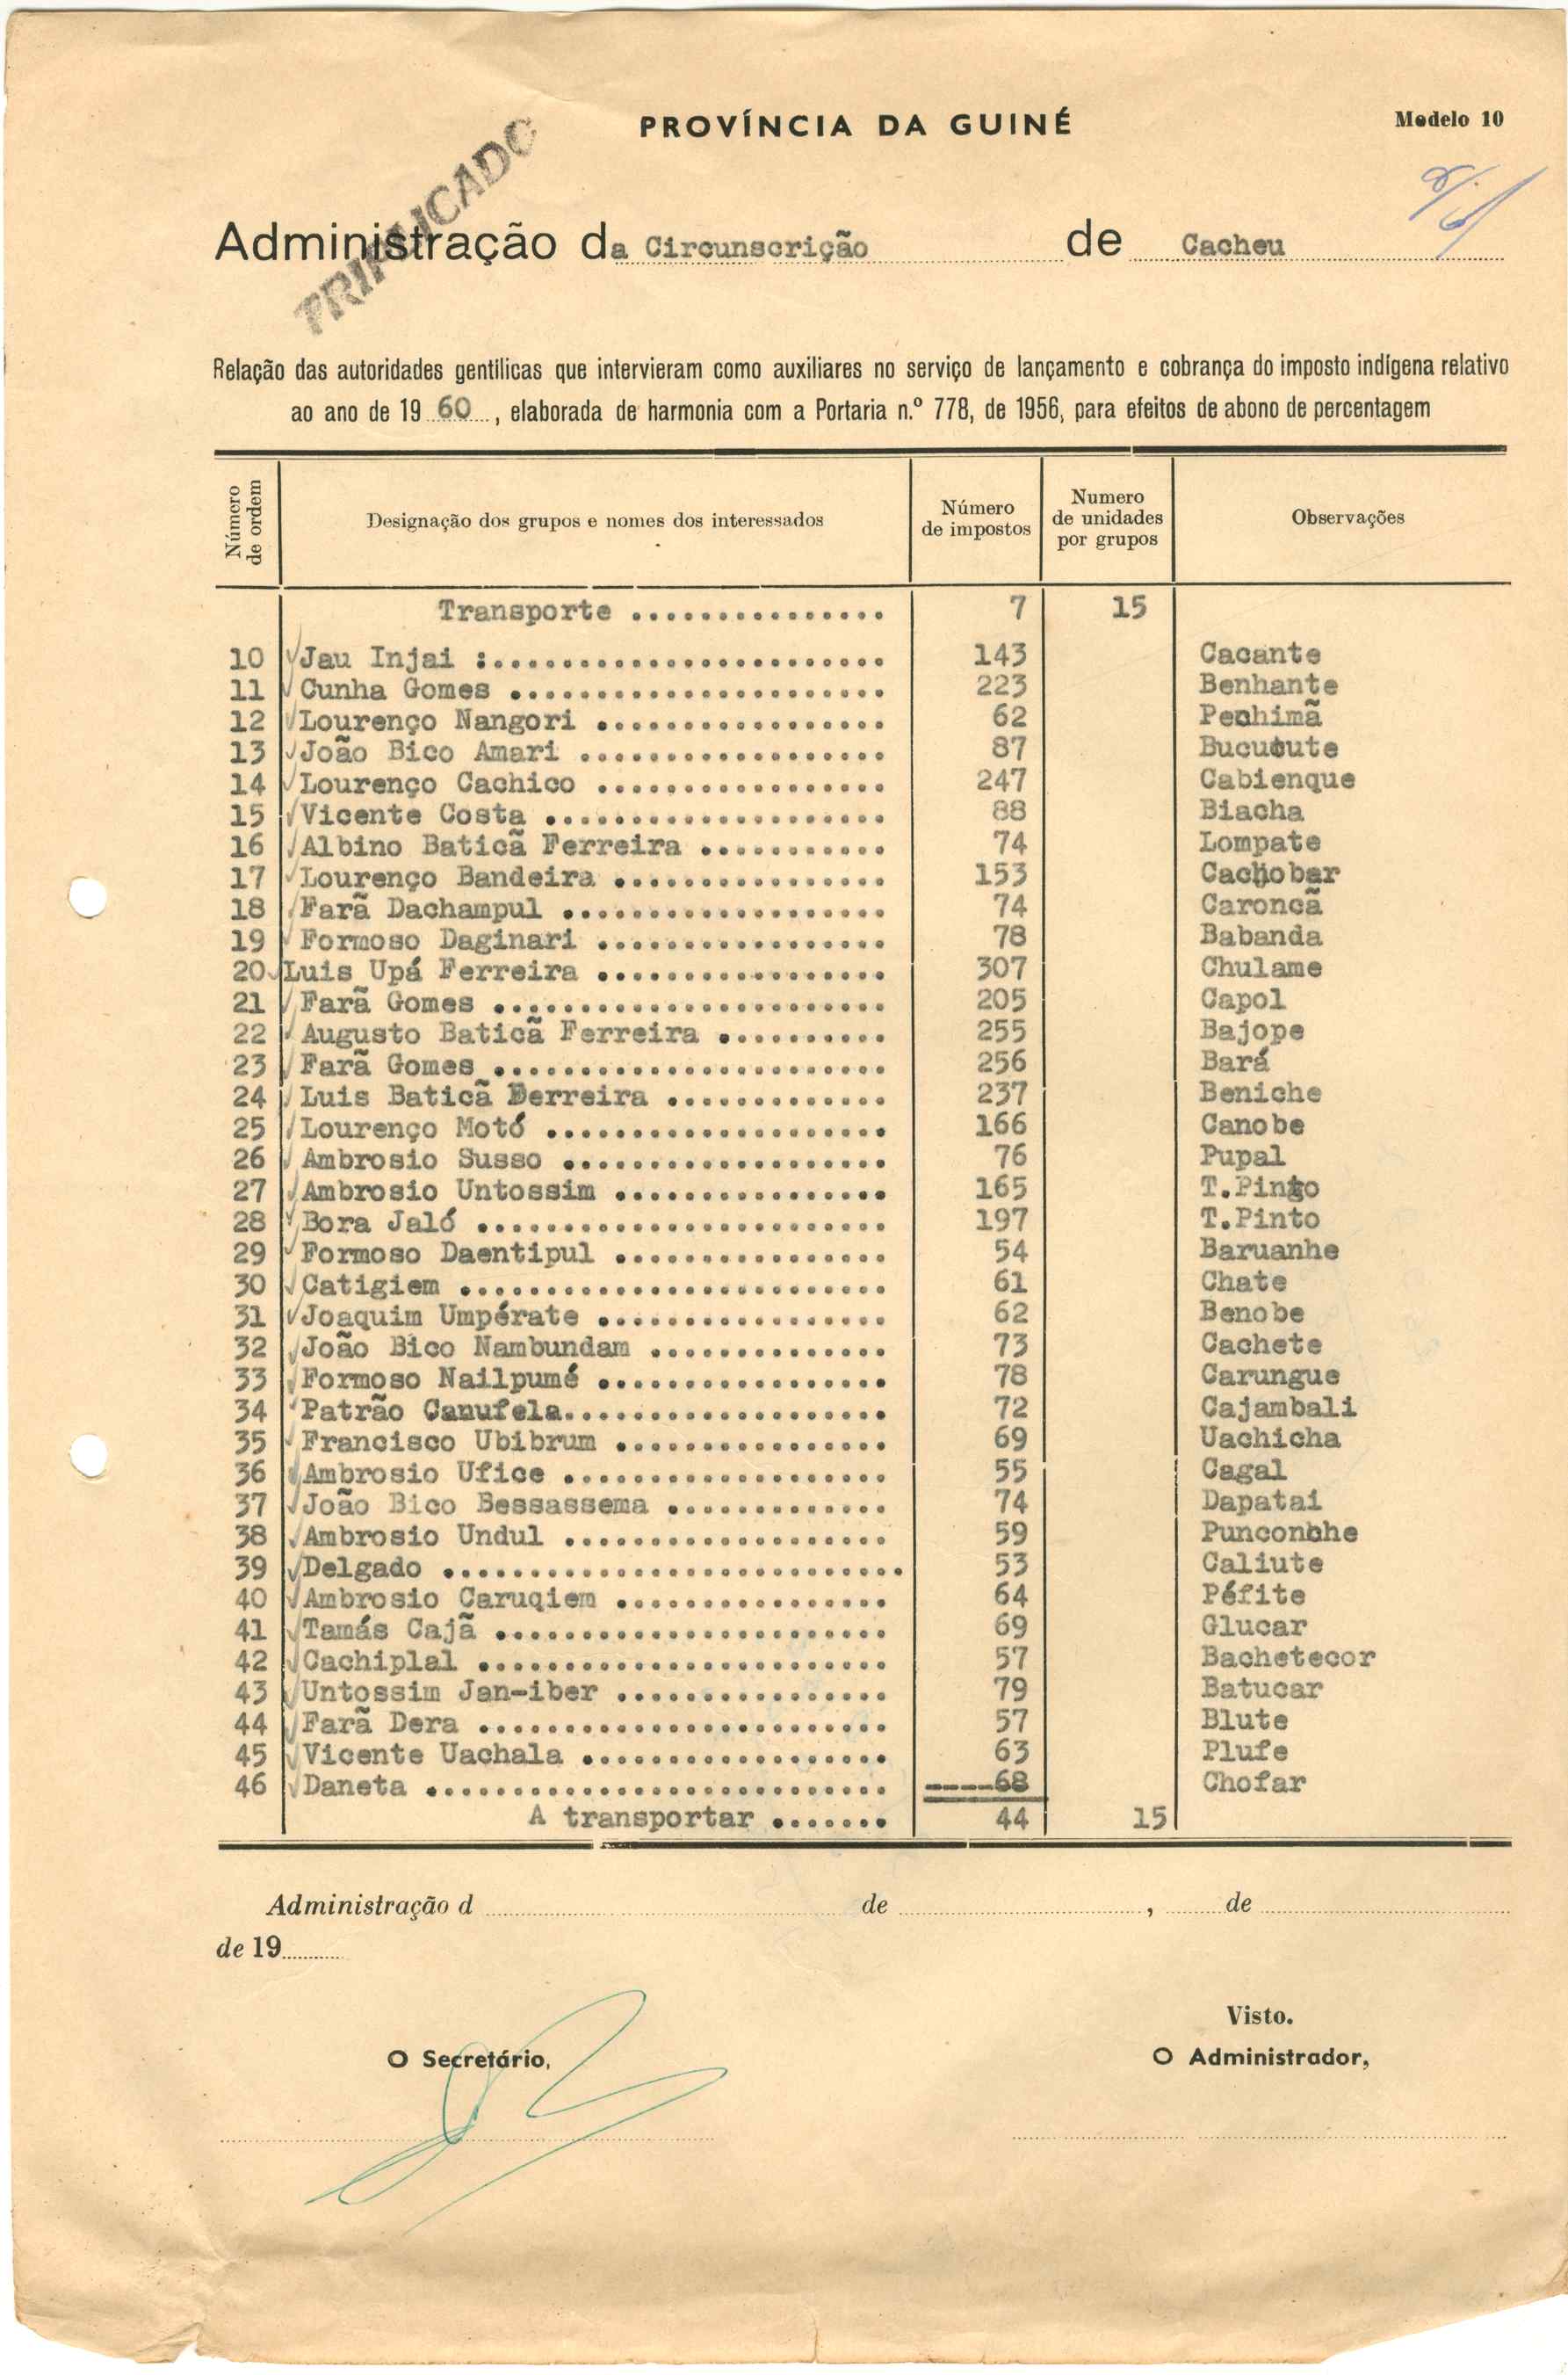 PROVÍNCIA DA GUINÉ
Modelo 10
TRIPLICADO
Administração da Circunscrição de Cacheu
Relação das autoridades gentilicas que intervieram como auxiliares no serviço de lançamento e cobrança do imposto indígena relativo
ao ano de 19 60, elaborada de harmonia com a Portaria n.º 778, de 1956, para efeitos de abono de percentagem
Número de ordem Designação dos grupos e nomes dos interessados Número de impostos Numero de unidades por grupos Observações
Transporte ............... 7 15
10 Jau Injai :....................... 143 Cacante
11 Cunha Gomes ...................... 223 Benhante
12 Lourenço Nangori ................. 62 Pechimã
13 João Bico Amari .................. 87 Bucucute
14 Lourenço Cachico ................. 247 Cabienque
15 Vicente Costa .................... 88 Biacha
16 Albino Baticã Ferreira ........... 74 Lompate
17 Lourenço Bandeira ................ 153 Cachobar
18 Farã Dachampul ................... 74 Caroncã
19 Formoso Daginari ................. 78 Babanda
20 Luis Upá Ferreira ................. 307 Chulame
21 Farã Gomes ....................... 205 Capol
22 Augusto Baticã Ferreira .......... 255 Bajope
23 Farã Gomes ....................... 256 Bará
24 Luis Baticã Ferreira ............. 237 Beniche
25 Lourenço Motó .................... 166 Canobe
26 Ambrosio Susso ................... 76 Pupal
27 Ambrosio Untossim ................ 165 T.Pinto
28 Bora Jaló ........................ 197 T.Pinto
29 Formoso Daentipul ................ 54 Baruanhe
30 Catigiem ......................... 61 Chate
31 Joaquim Umpérate ................. 62 Benobe
32 João Bico Nambundam .............. 73 Cachete
33 Formoso Nailpumé ................. 78 Carungue
34 Patrão Canufela................... 72 Cajambali
35 Francisco Ubibrum ................ 69 Uachicha
36 Ambrosio Ufice ................... 55 Cagal
37 João Bico Bessassema ............. 74 Dapatai
38 Ambrosio Undul ................... 59 Punconhe
39 Delgado ........................... 53 Caliute
40 Ambrosio Caruqiem ................ 64 Péfite
41 Tamás Cajã ....................... 69 Glucar
42 Cachiplal ........................ 57 Bachetecor
43 Untossim Jan-iber ................ 79 Batucar
44 Farã Dera ........................ 57 Blute
45 Vicente Uachala .................. 63 Plufe
46 Daneta ........................... ----68 Chofar
A transportar ....... 44 15
Administração d ........ de ........, ........ de ........
de 19........
Visto.
O Secretário,
O Administrador,